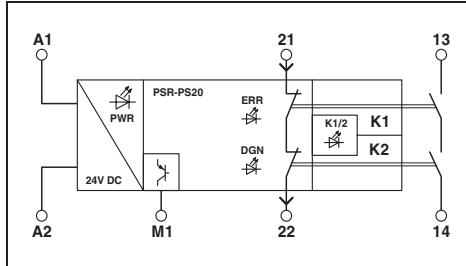 A1 21 13
PSR-PS20
ERR
PWR
K1/2 K1
K2
DGN
24V DC
A2 M1 22 14